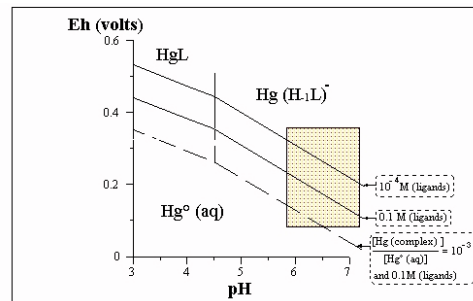 Eh (volts)
0.6
HgL
Hg (H-1L)-
0.4
0.2
10-4 M (ligands)
0.1 M (ligands)
Hg° (aq)
[Hg (complex) ]
[Hg° (aq)]
= 10-3
and 0.1M (ligands)
0
3 4 5 6 7
pH